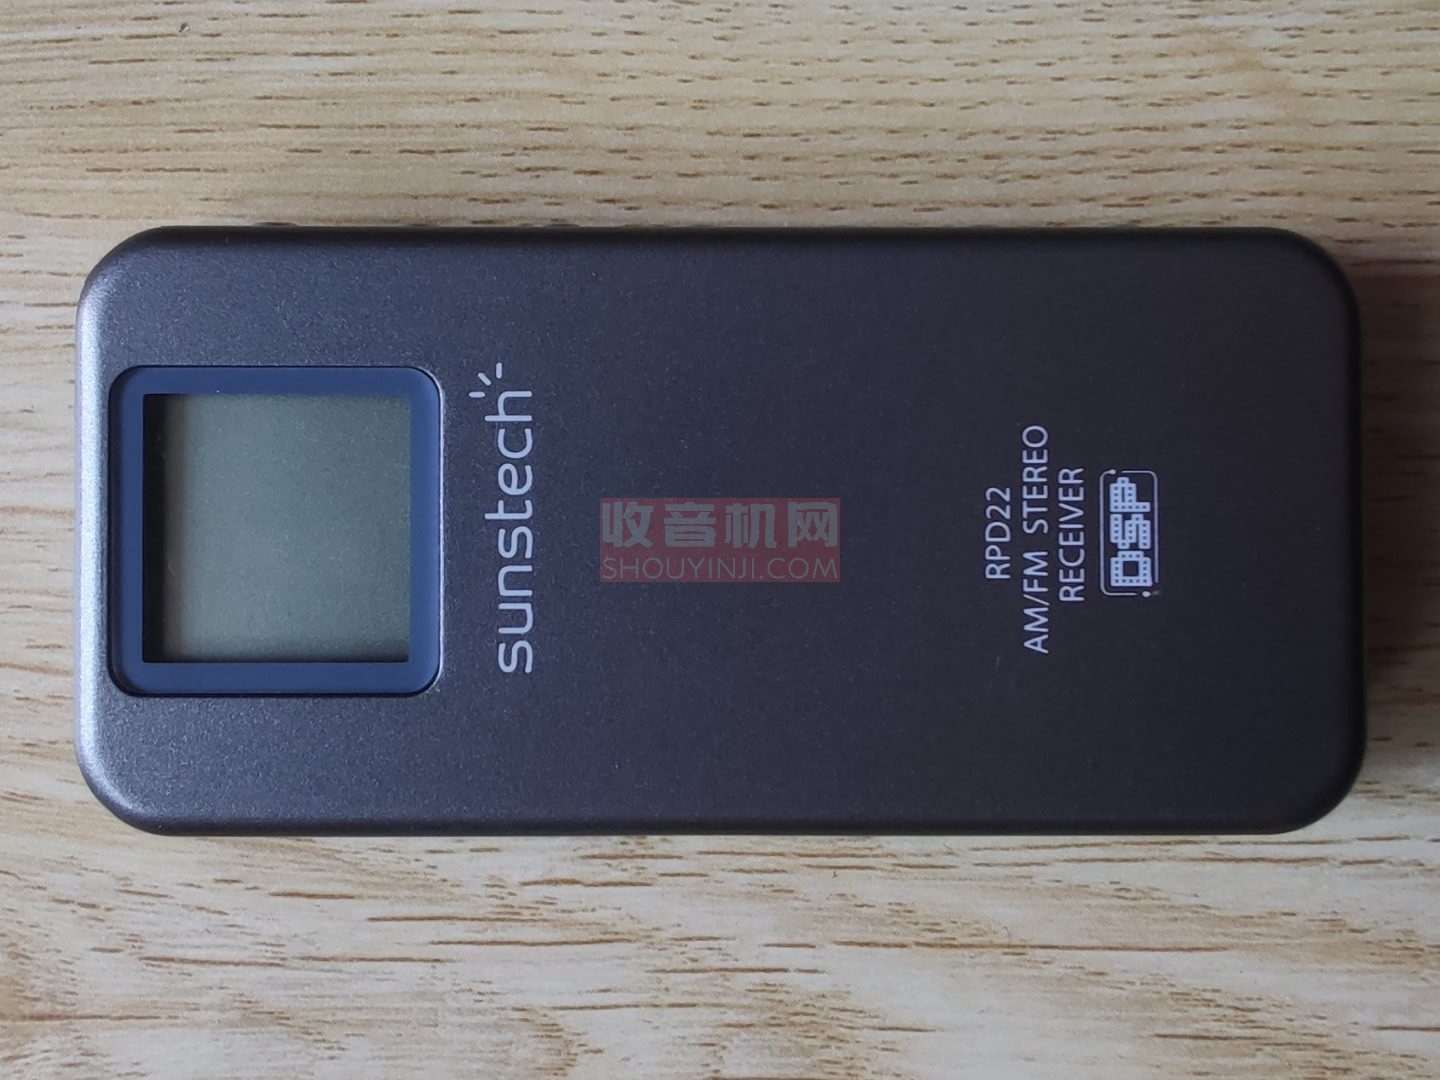 sunstech
收音机网
SHOUYINJI.COM
RPD22
AM/FM STEREO
RECEIVER
DSP